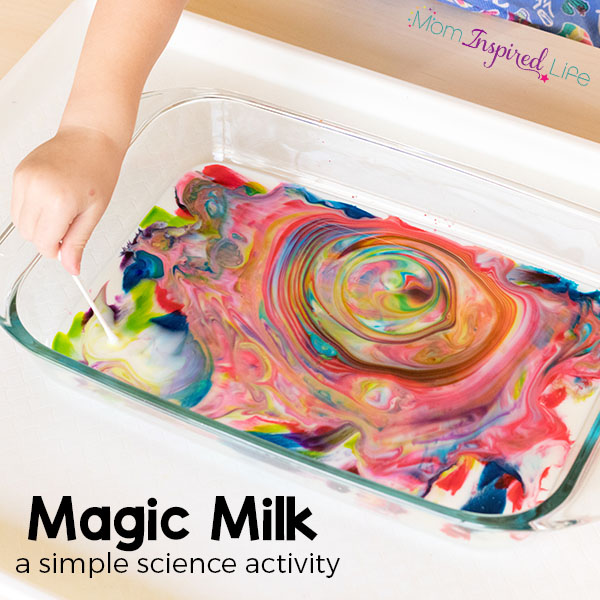 Mom Inspired Life
Magic Milk
a simple science activity